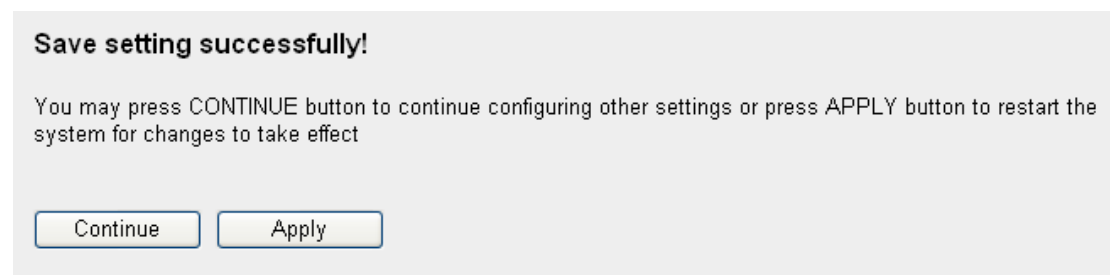 Save setting successfully!
You may press CONTINUE button to continue configuring other settings or press APPLY button to restart the
system for changes to take effect
Continue
Apply